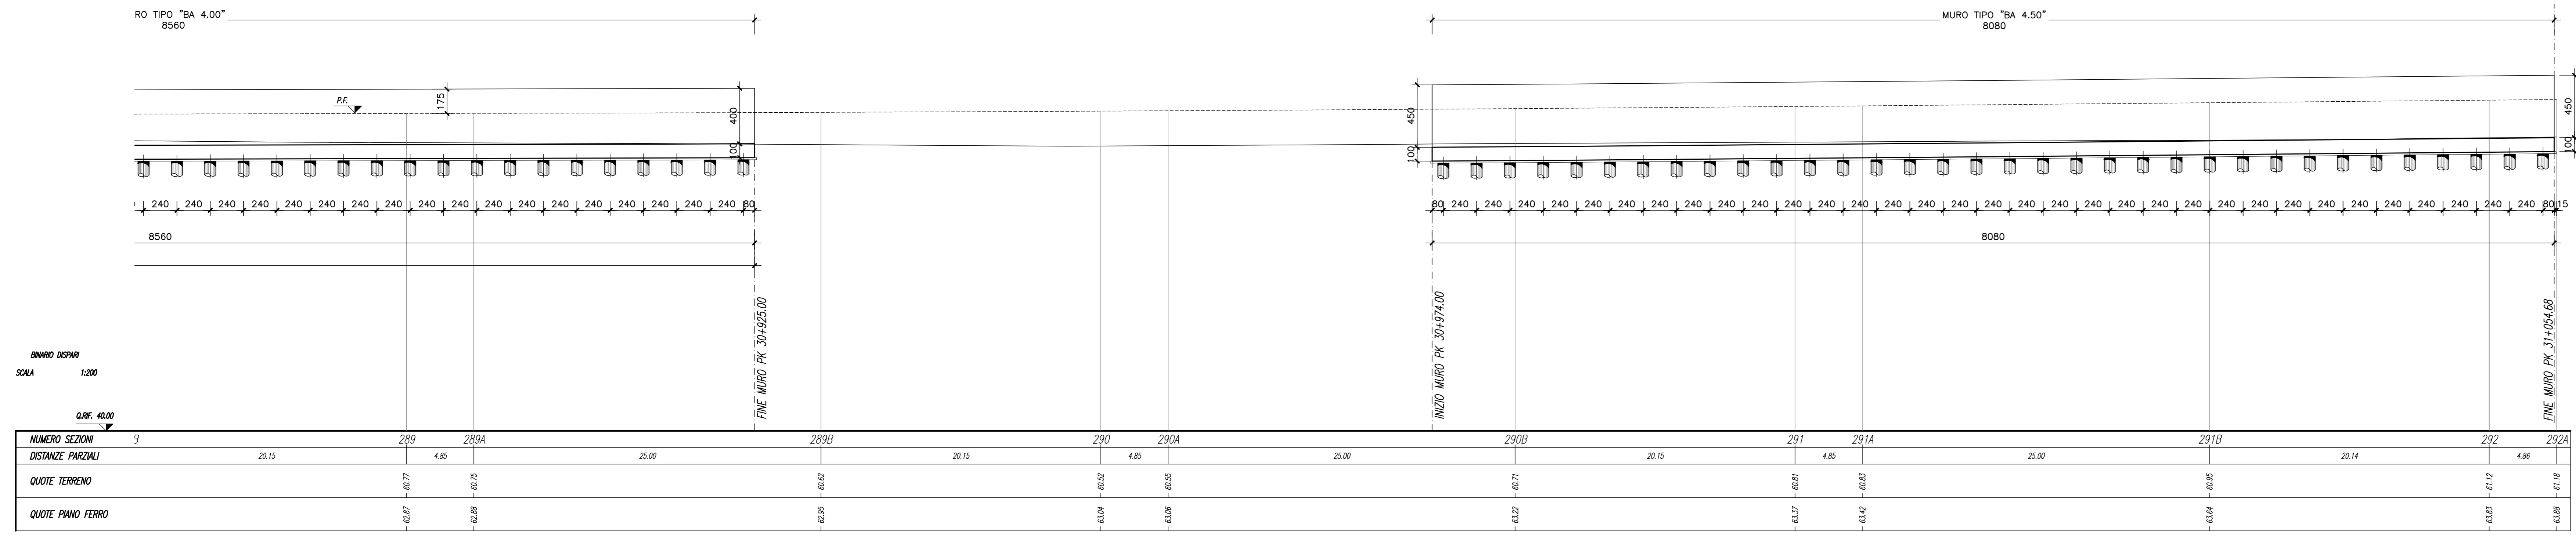 RO TIPO "BA 4.00"
8560
MURO TIPO "BA 4.50"
8080
P.F.
175
400
100
450
100
450
100
240 240 240 240 240 240 240 240 240 240 240 240 240 240 240 240 240 240 80
80 240 240 240 240 240 240 240 240 240 240 240 240 240 240 240 240 240 240 240 240 240 240 240 240 240 240 240 240 240 240 240 240 240 80 15
8560
8080
FINE MURO PK 30+925.00
INIZIO MURO PK 30+974.00
FINE MURO PK 31+054.68
BINARIO DISPARI
SCALA 1:200
Q.RIF. 40.00
NUMERO SEZIONI 289 289A 289B 290 290A 290B 291 291A 291B 292 292A
DISTANZE PARZIALI 20.15 4.85 25.00 20.15 4.85 25.00 20.15 4.85 25.00 20.14 4.86
QUOTE TERRENO 60.77 60.75 60.62 60.52 60.55 60.71 60.81 60.83 60.95 61.12 61.18
QUOTE PIANO FERRO 62.87 62.88 62.95 63.04 63.06 63.22 63.37 63.42 63.64 63.83 63.88